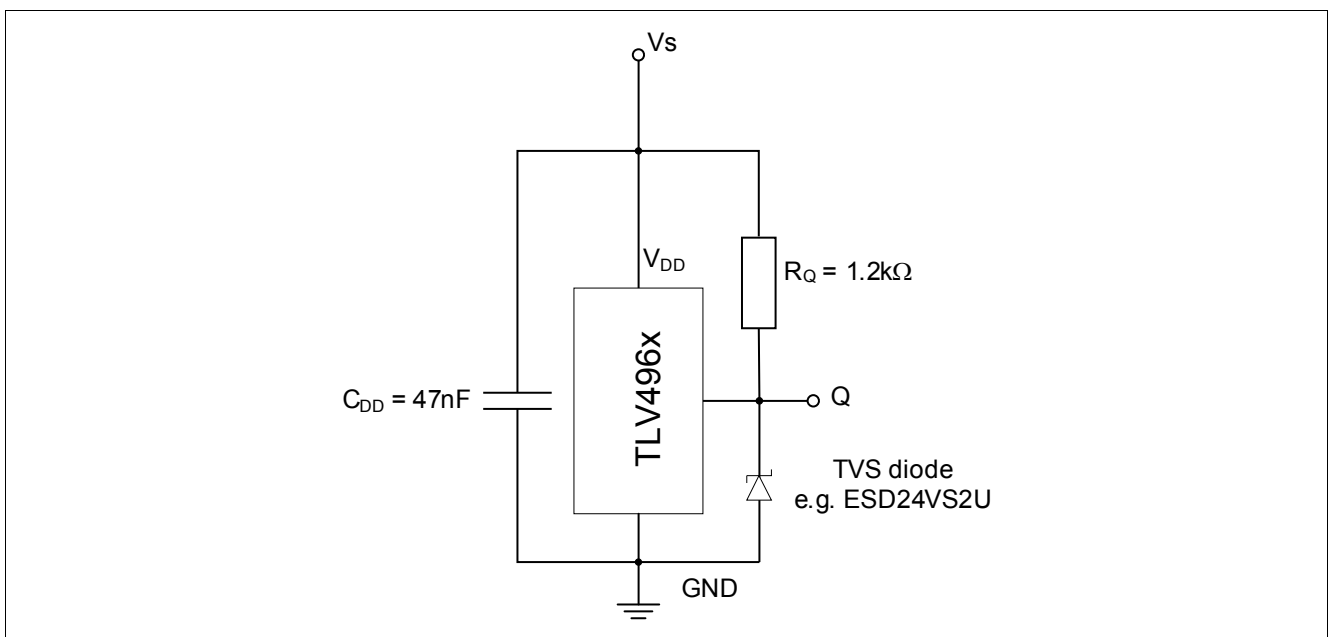 Vs
V_DD
R_Q = 1.2kΩ
TLV496x
C_DD = 47nF
Q
TVS diode
e.g. ESD24VS2U
GND